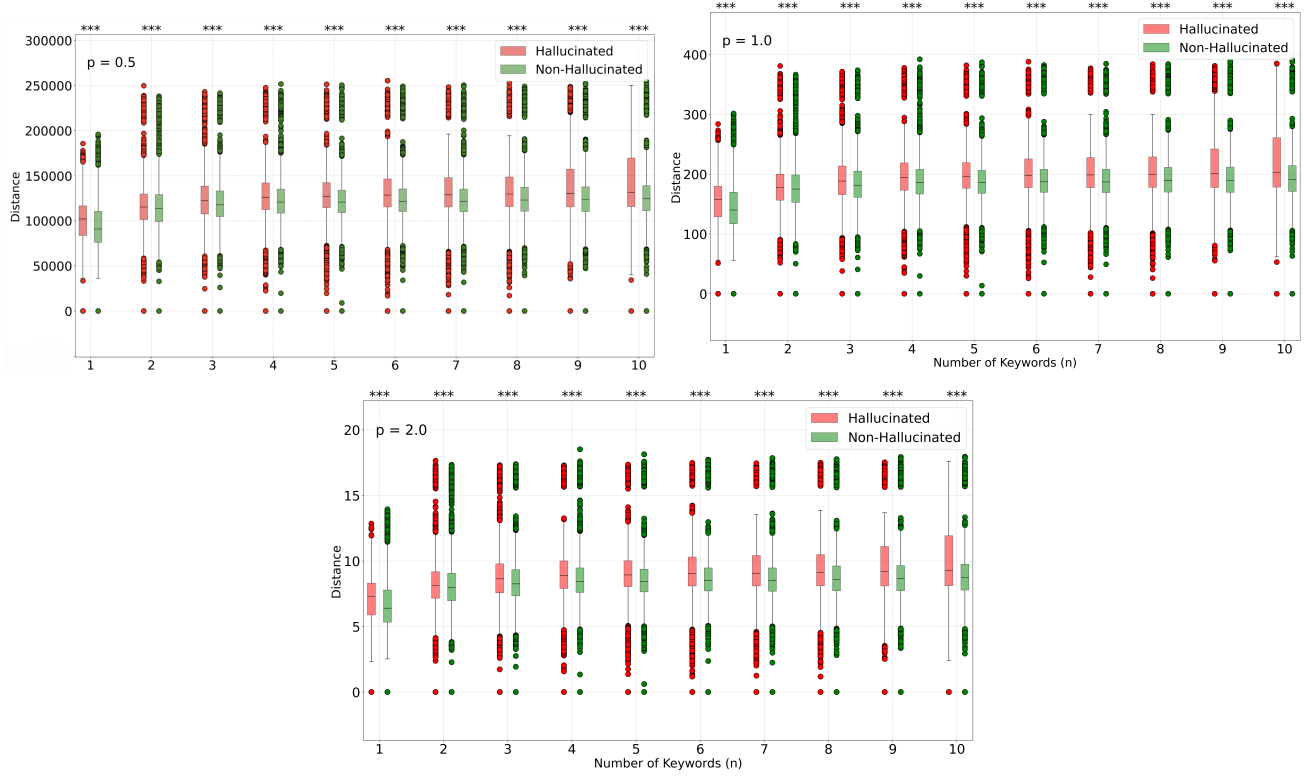 *** *** *** *** *** *** *** *** *** ***
300000
250000
200000
150000
100000
50000
0
Distance
p = 0.5
Hallucinated
Non-Hallucinated
1 2 3 4 5 6 7 8 9 10
*** *** *** *** *** *** *** *** *** ***
400
300
200
100
0
Distance
p = 1.0
Hallucinated
Non-Hallucinated
1 2 3 4 5 6 7 8 9 10
Number of Keywords (n)
*** *** *** *** *** *** *** *** *** ***
20
15
10
5
0
Distance
p = 2.0
Hallucinated
Non-Hallucinated
1 2 3 4 5 6 7 8 9 10
Number of Keywords (n)